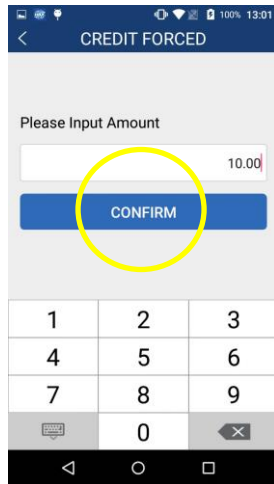 100% 13:01
CREDIT FORCED
Please Input Amount
10.00
CONFIRM
1 2 3
4 5 6
7 8 9
0